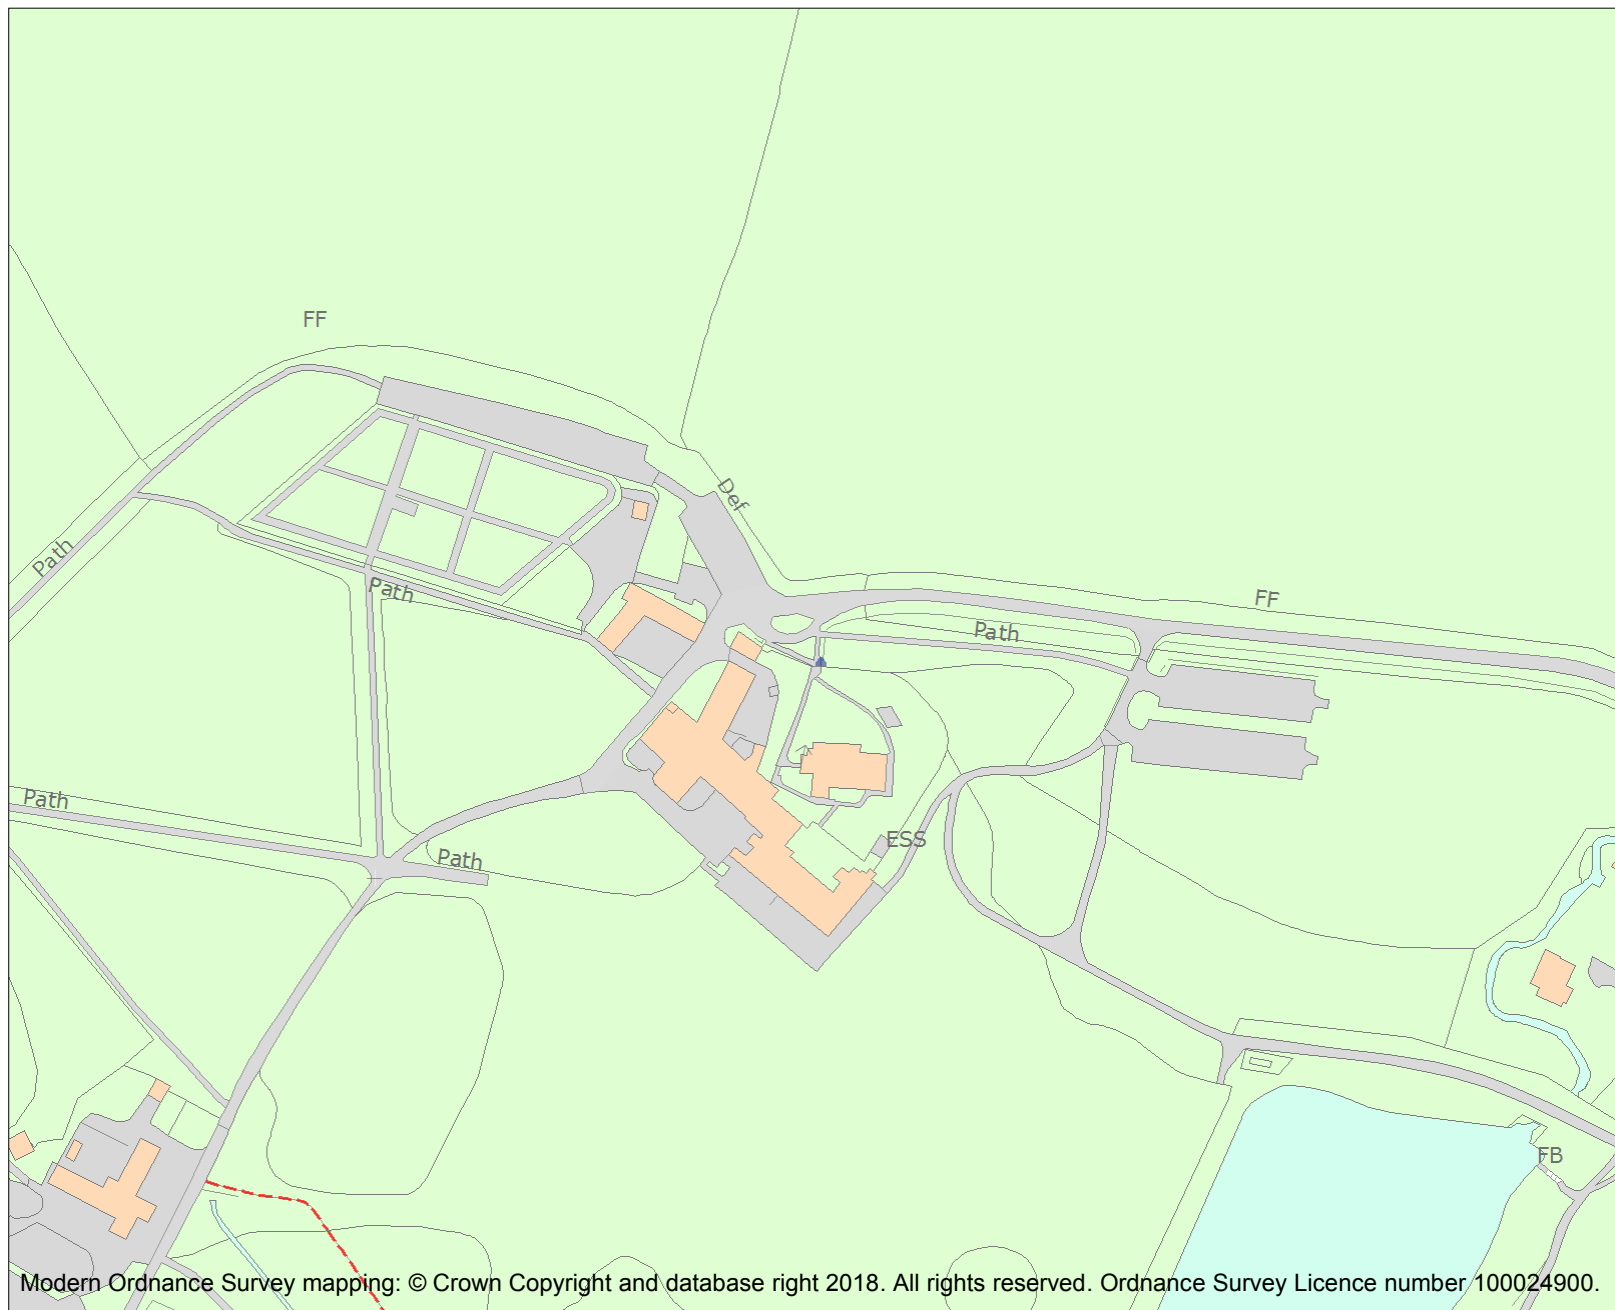 FF
Def
Path
Path
FF
Path
Path
Path
ESS
FB
Modern Ordnance Survey mapping: © Crown Copyright and database right 2018. All rights reserved. Ordnance Survey Licence number 100024900.